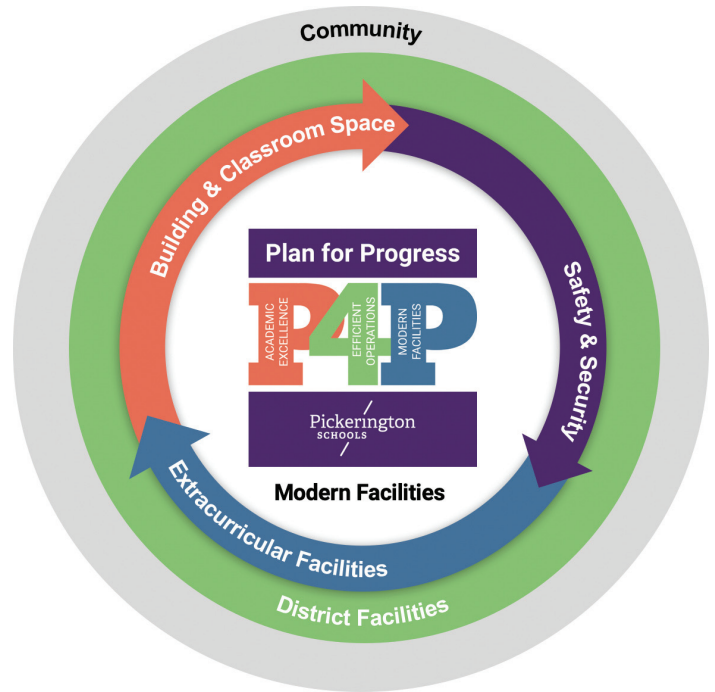 Community
Building & Classroom Space
Safety & Security
Plan for Progress
P4P
ACADEMIC
EXCELLENCE
EFFICIENT
OPERATIONS
MODERN
FACILITIES
Pickerington
SCHOOLS
Modern Facilities
Extracurricular Facilities
District Facilities